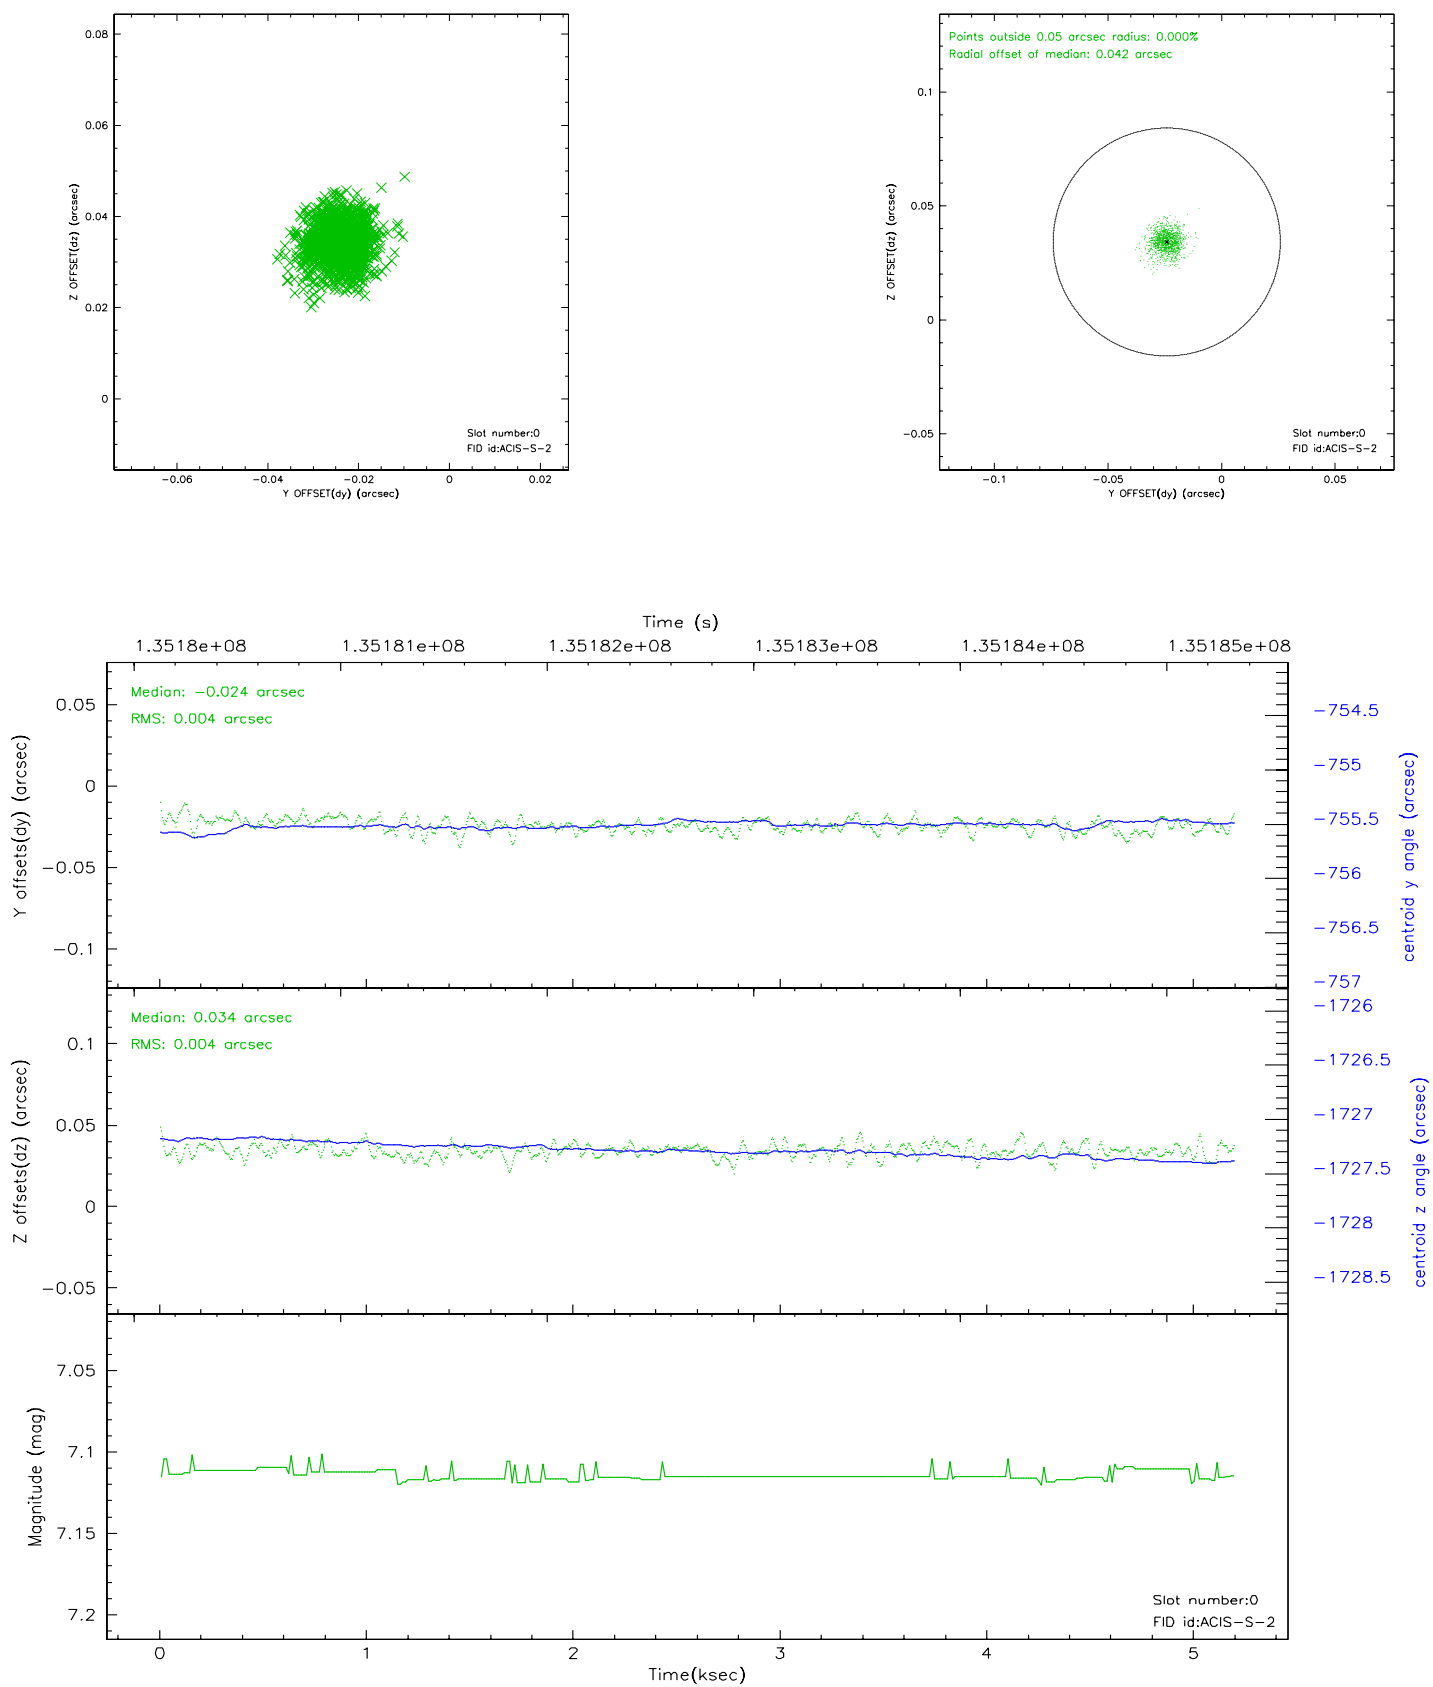 0.08
0.06
0.04
0.02
0
Z OFFSET(dz) (arcsec)
Slot number:0
FID id:ACIS-S-2
-0.06
-0.04
-0.02
0
0.02
Y OFFSET(dy) (arcsec)
Points outside 0.05 arcsec radius: 0.000%
Radial offset of median: 0.042 arcsec
0.1
0.05
0
-0.05
Z OFFSET(dz) (arcsec)
Slot number:0
FID id:ACIS-S-2
-0.1
-0.05
0
0.05
Y OFFSET(dy) (arcsec)
Time (s)
1.3518e+08
1.35181e+08
1.35182e+08
1.35183e+08
1.35184e+08
1.35185e+08
Median: -0.024 arcsec
RMS: 0.004 arcsec
0.05
0
-0.05
-0.1
Y offsets(dy) (arcsec)
-754.5
-755
-755.5
-756
-756.5
-757
centroid y angle (arcsec)
Median: 0.034 arcsec
RMS: 0.004 arcsec
0.1
0.05
0
-0.05
Z offsets(dz) (arcsec)
-1726
-1726.5
-1727
-1727.5
-1728
-1728.5
centroid z angle (arcsec)
7.05
7.1
7.15
7.2
Magnitude (mag)
Slot number:0
FID id:ACIS-S-2
0
1
2
3
4
5
Time(ksec)